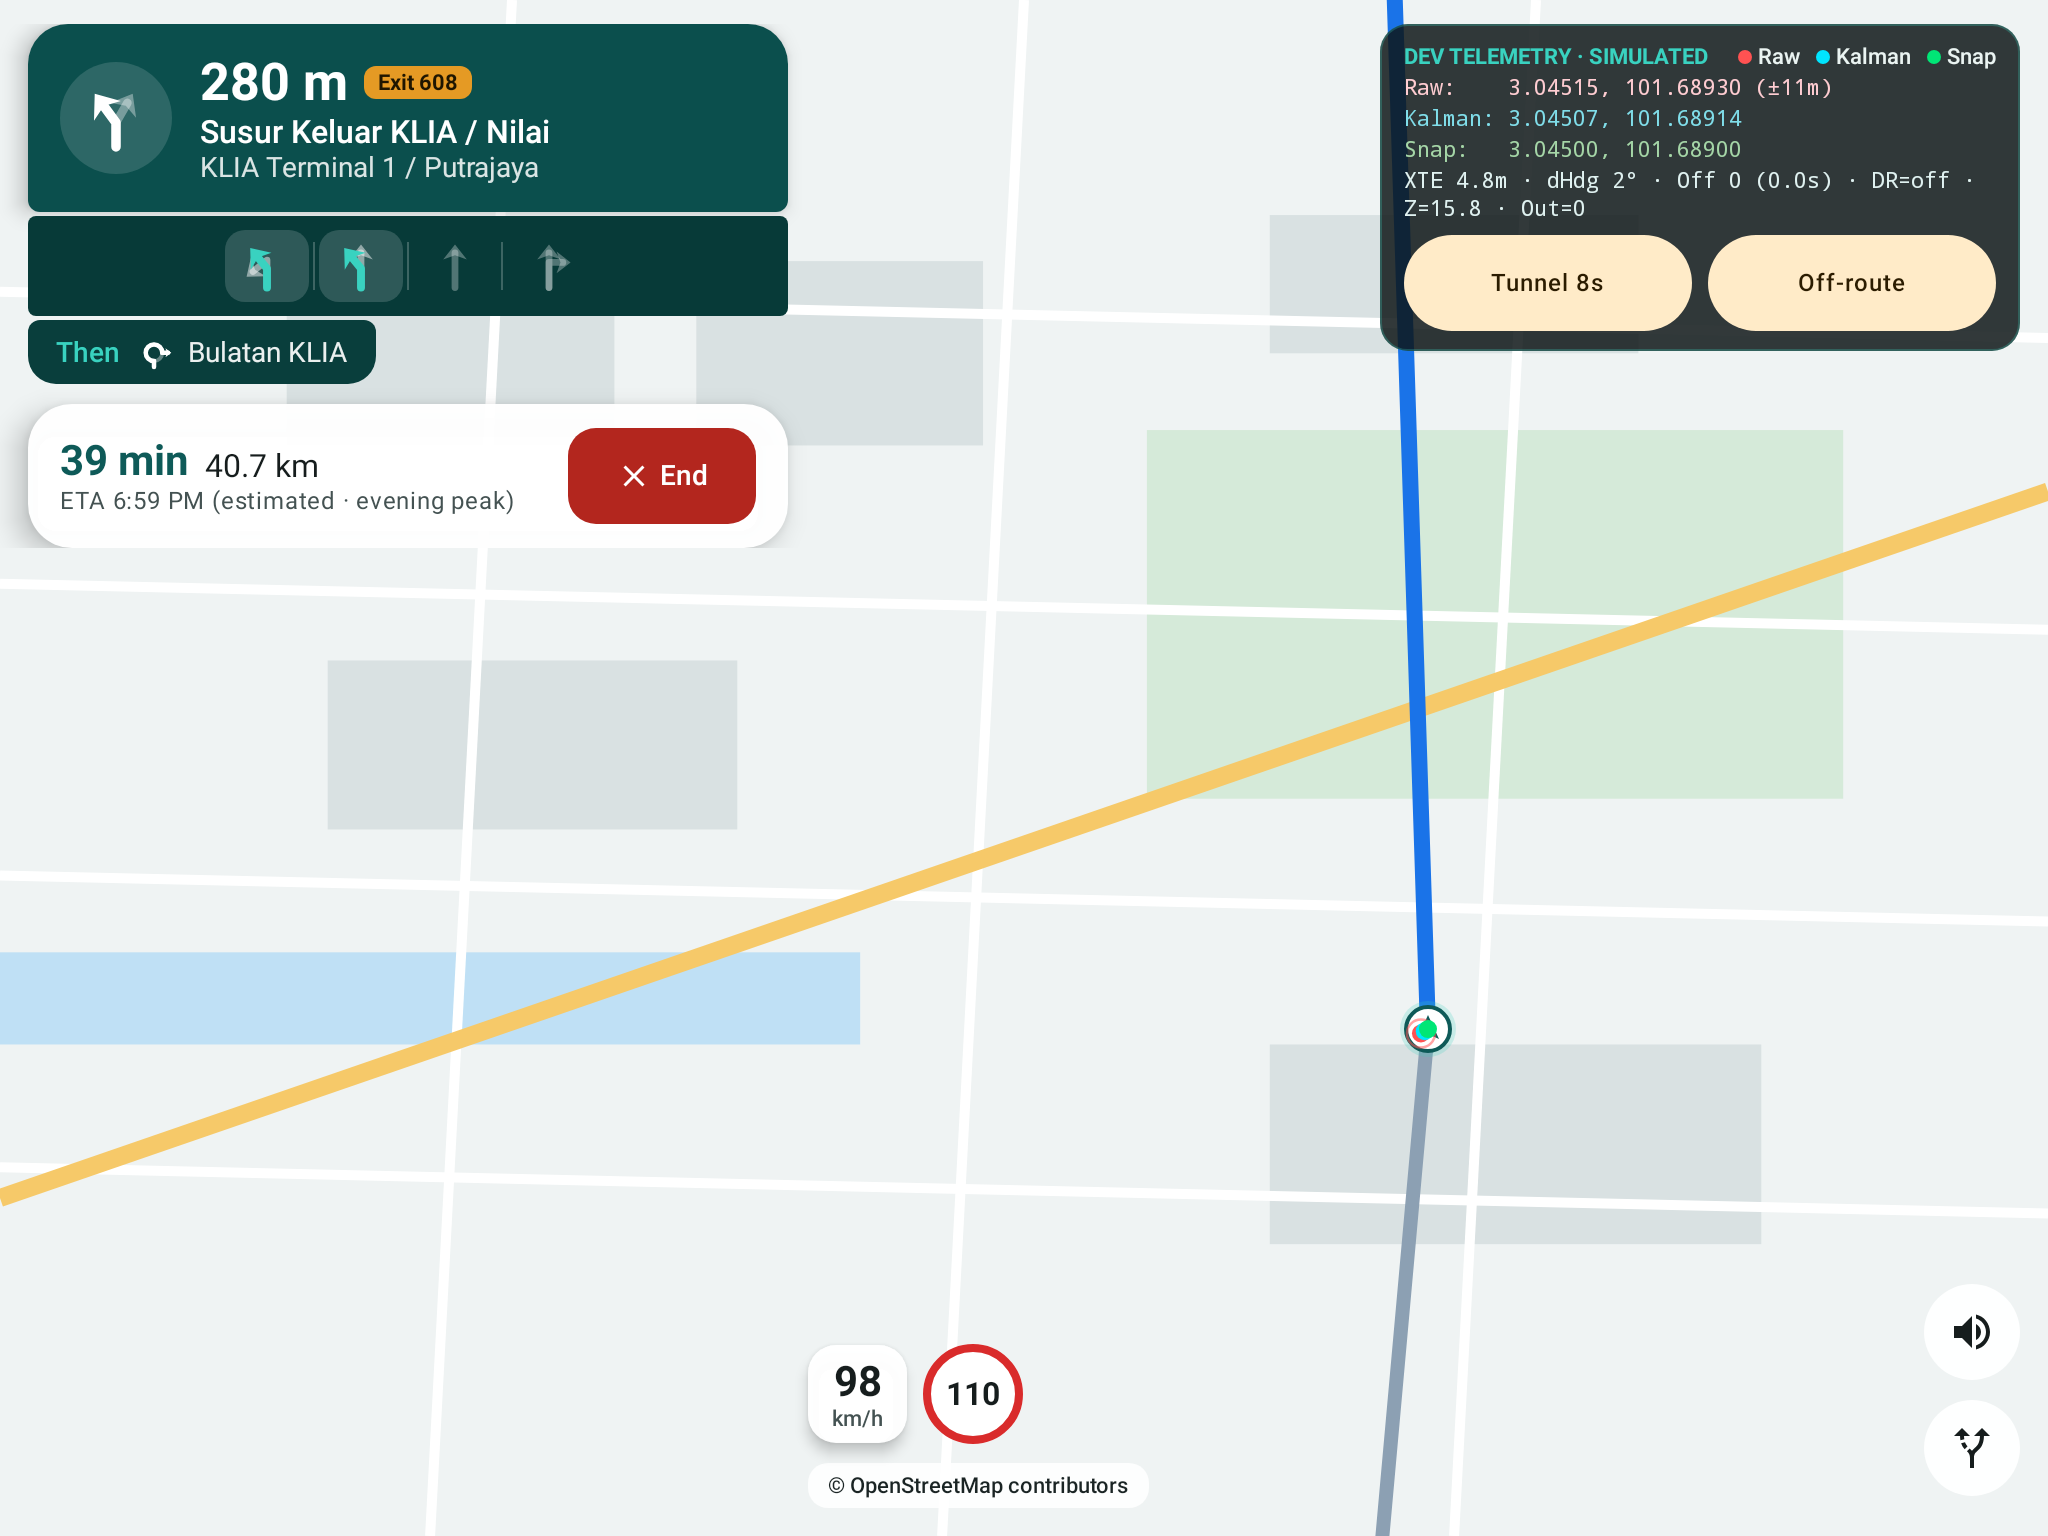 280 m Exit 608
Susur Keluar KLIA / Nilai
KLIA Terminal 1 / Putrajaya
Then Bulatan KLIA
39 min 40.7 km
ETA 6:59 PM (estimated · evening peak)
End
DEV TELEMETRY · SIMULATED Raw Kalman Snap
Raw: 3.04515, 101.68930 (±11m)
Kalman: 3.04507, 101.68914
Snap: 3.04500, 101.68900
XTE 4.8m · dHdg 2° · Off 0 (0.0s) · DR=off ·
Z=15.8 · Out=0
Tunnel 8s
Off-route
98
km/h
110
© OpenStreetMap contributors